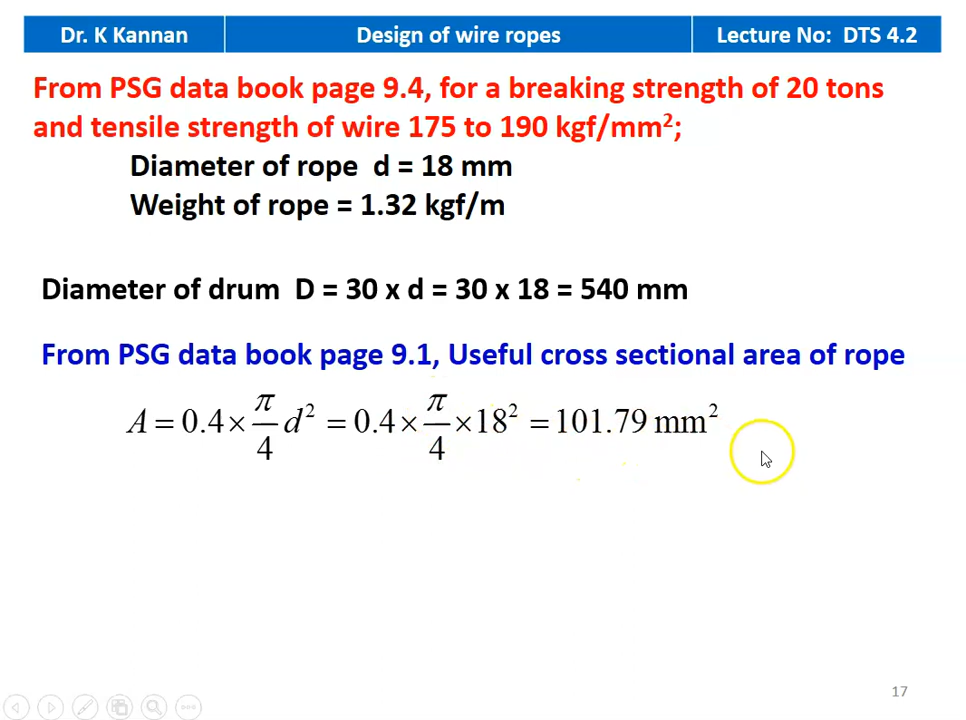 Dr. K Kannan
Design of wire ropes
Lecture No: DTS 4.2
From PSG data book page 9.4, for a breaking strength of 20 tons
and tensile strength of wire 175 to 190 kgf/mm²;
Diameter of rope d = 18 mm
Weight of rope = 1.32 kgf/m
Diameter of drum D = 30 x d = 30 x 18 = 540 mm
From PSG data book page 9.1, Useful cross sectional area of rope
A = 0.4 × π/4 d² = 0.4 × π/4 × 18² = 101.79 mm²
17